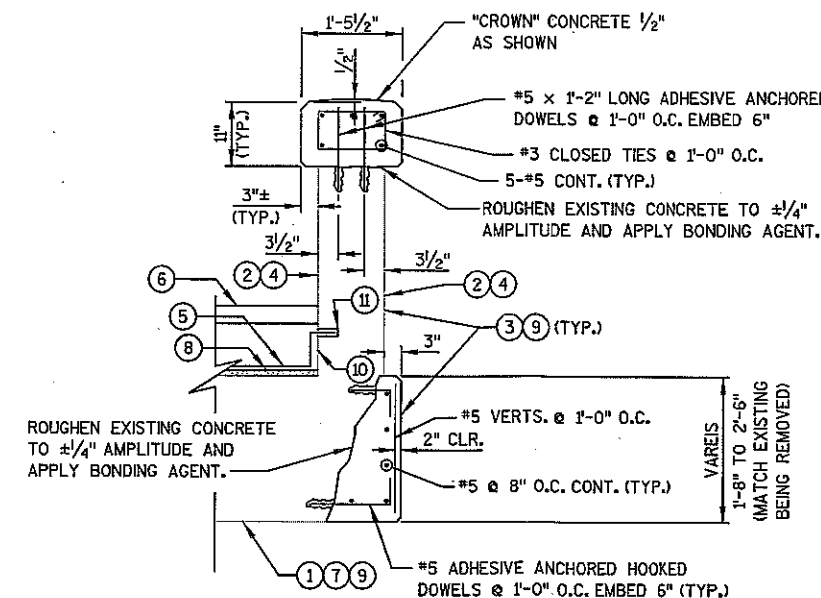 1'-5½"
"CROWN" CONCRETE ½"
AS SHOWN
½"
#5 x 1'-2" LONG ADHESIVE ANCHORED
DOWELS @ 1'-0" O.C. EMBED 6"
11"
(TYP.)
#3 CLOSED TIES @ 1'-0" O.C.
5-#5 CONT. (TYP.)
3"±
(TYP.)
ROUGHEN EXISTING CONCRETE TO ±¼"
AMPLITUDE AND APPLY BONDING AGENT.
3½"
3½"
2 4
6
11
2 4
5
3 9 (TYP.)
8
3"
10
ROUGHEN EXISTING CONCRETE
TO ±¼" AMPLITUDE AND
APPLY BONDING AGENT.
#5 VERTS. @ 1'-0" O.C.
2" CLR.
VAREIS
1'-8" TO 2'-6"
(MATCH EXISTING
BEING REMOVED)
#5 @ 8" O.C. CONT. (TYP.)
1 7 9
#5 ADHESIVE ANCHORED HOOKED
DOWELS @ 1'-0" O.C. EMBED 6" (TYP.)